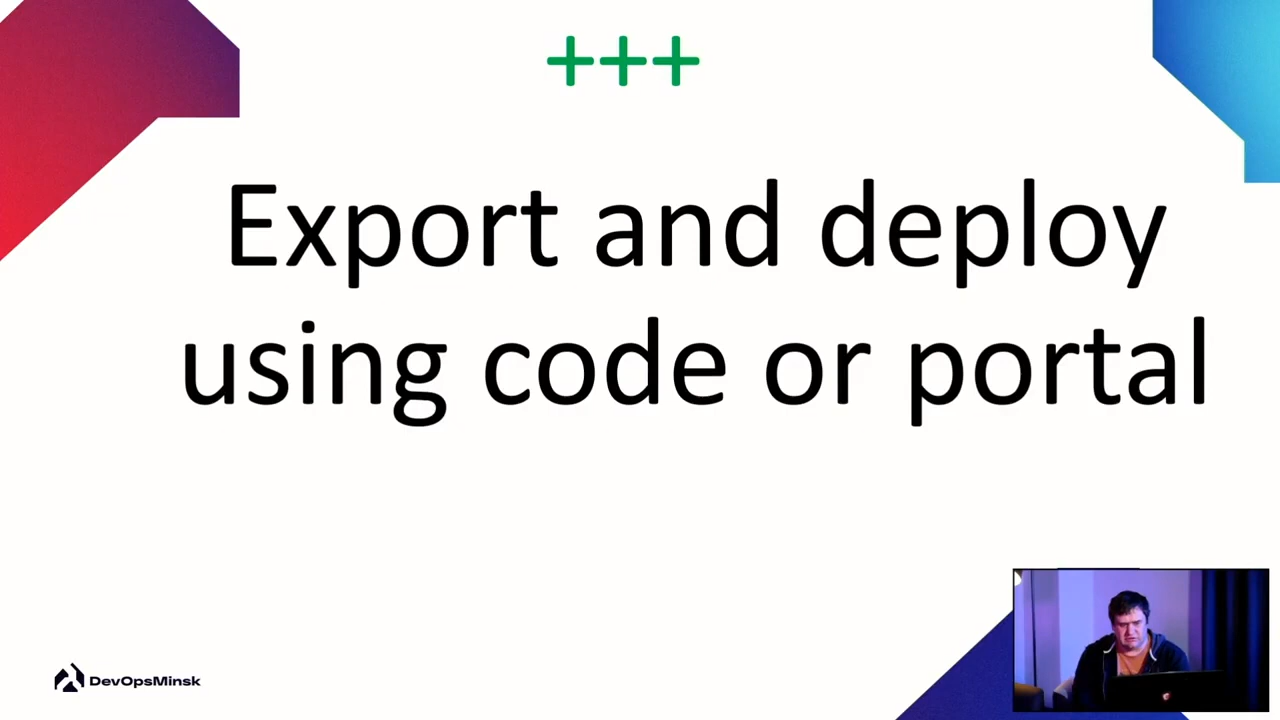 +++
Export and deploy
using code or portal
DevOpsMinsk